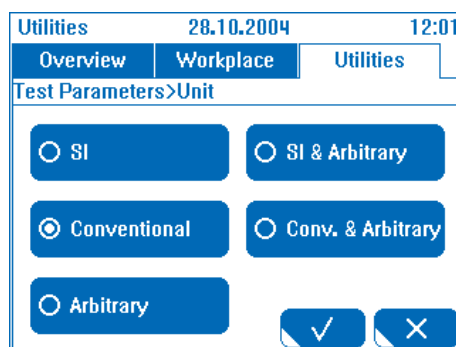 Utilities 28.10.2004 12:01
Overview Workplace Utilities
Test Parameters>Unit
SI SI & Arbitrary
Conventional Conv. & Arbitrary
Arbitrary